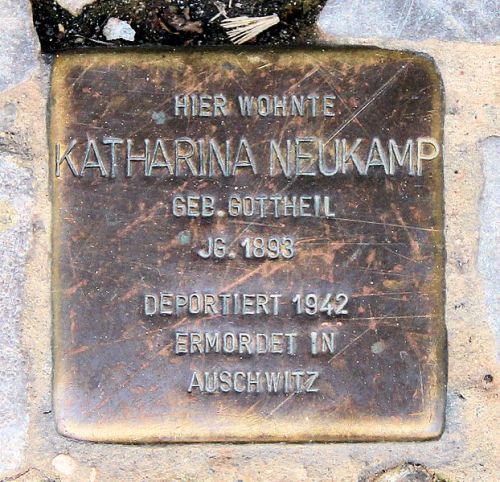 HIER WOHNTE
KATHARINA NEUKAMP
GEB. GOTTHEIL
JG. 1893
DEPORTIERT 1942
ERMORDET IN
AUSCHWITZ